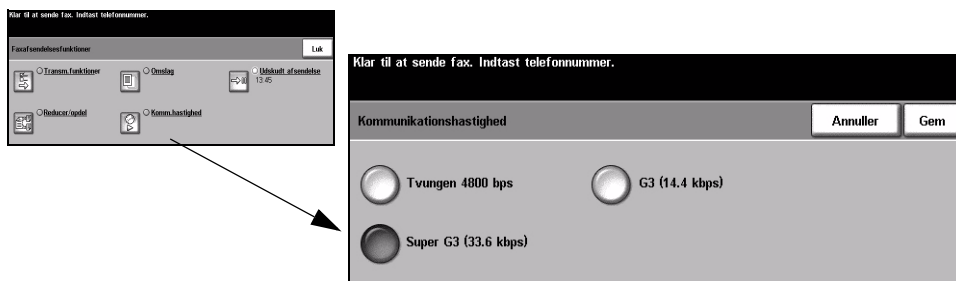 Klar til at sende fax. Indtast telefonnummer.
Faxafsendelsesfunktioner
Luk
Transm.funktioner
Omslag
Udskudt afsendelse
13:45
Reducer/opdel
Komm.hastighed
Klar til at sende fax. Indtast telefonnummer.
Kommunikationshastighed
Annuller
Gem
Tvungen 4800 bps
G3 (14.4 kbps)
Super G3 (33.6 kbps)